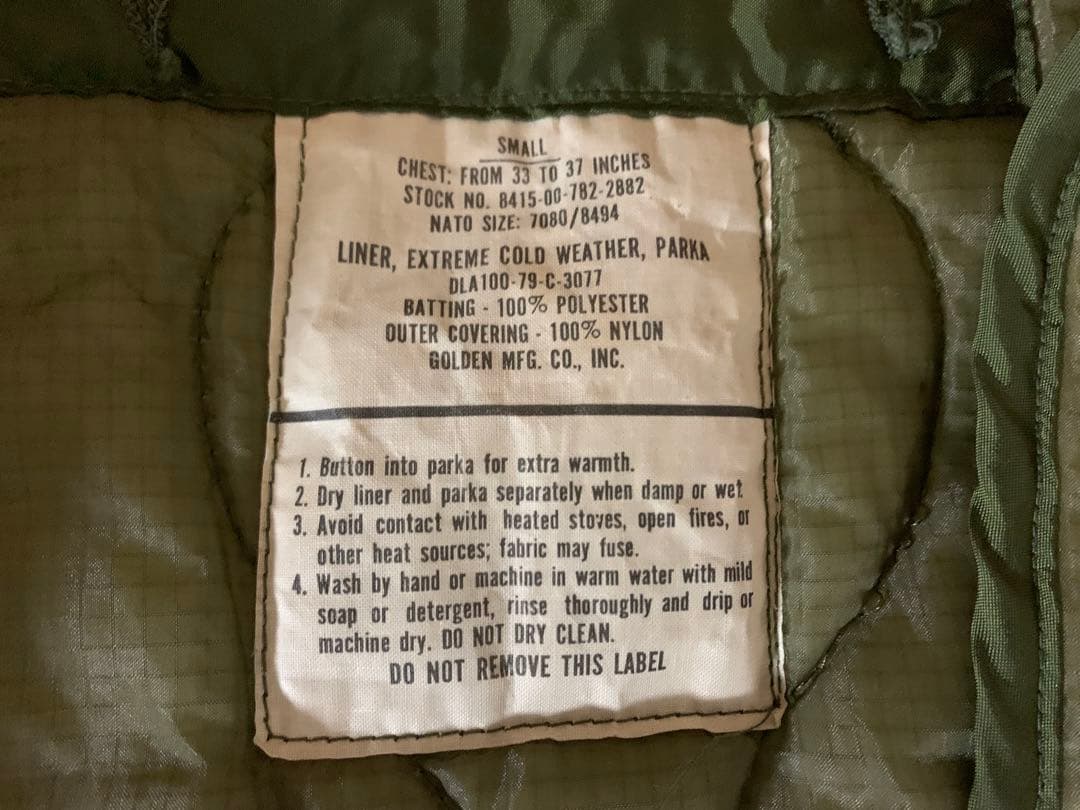 SMALL
CHEST: FROM 33 TO 37 INCHES
STOCK NO. 8415-00-782-2882
NATO SIZE: 7080/8494
LINER, EXTREME COLD WEATHER, PARKA
DLA100-79-C-3077
BATTING - 100% POLYESTER
OUTER COVERING - 100% NYLON
GOLDEN MFG. CO., INC.
1. Button into parka for extra warmth.
2. Dry liner and parka separately when damp or wet.
3. Avoid contact with heated stoves, open fires, or
other heat sources; fabric may fuse.
4. Wash by hand or machine in warm water with mild
soap or detergent, rinse thoroughly and drip or
machine dry. DO NOT DRY CLEAN.
DO NOT REMOVE THIS LABEL